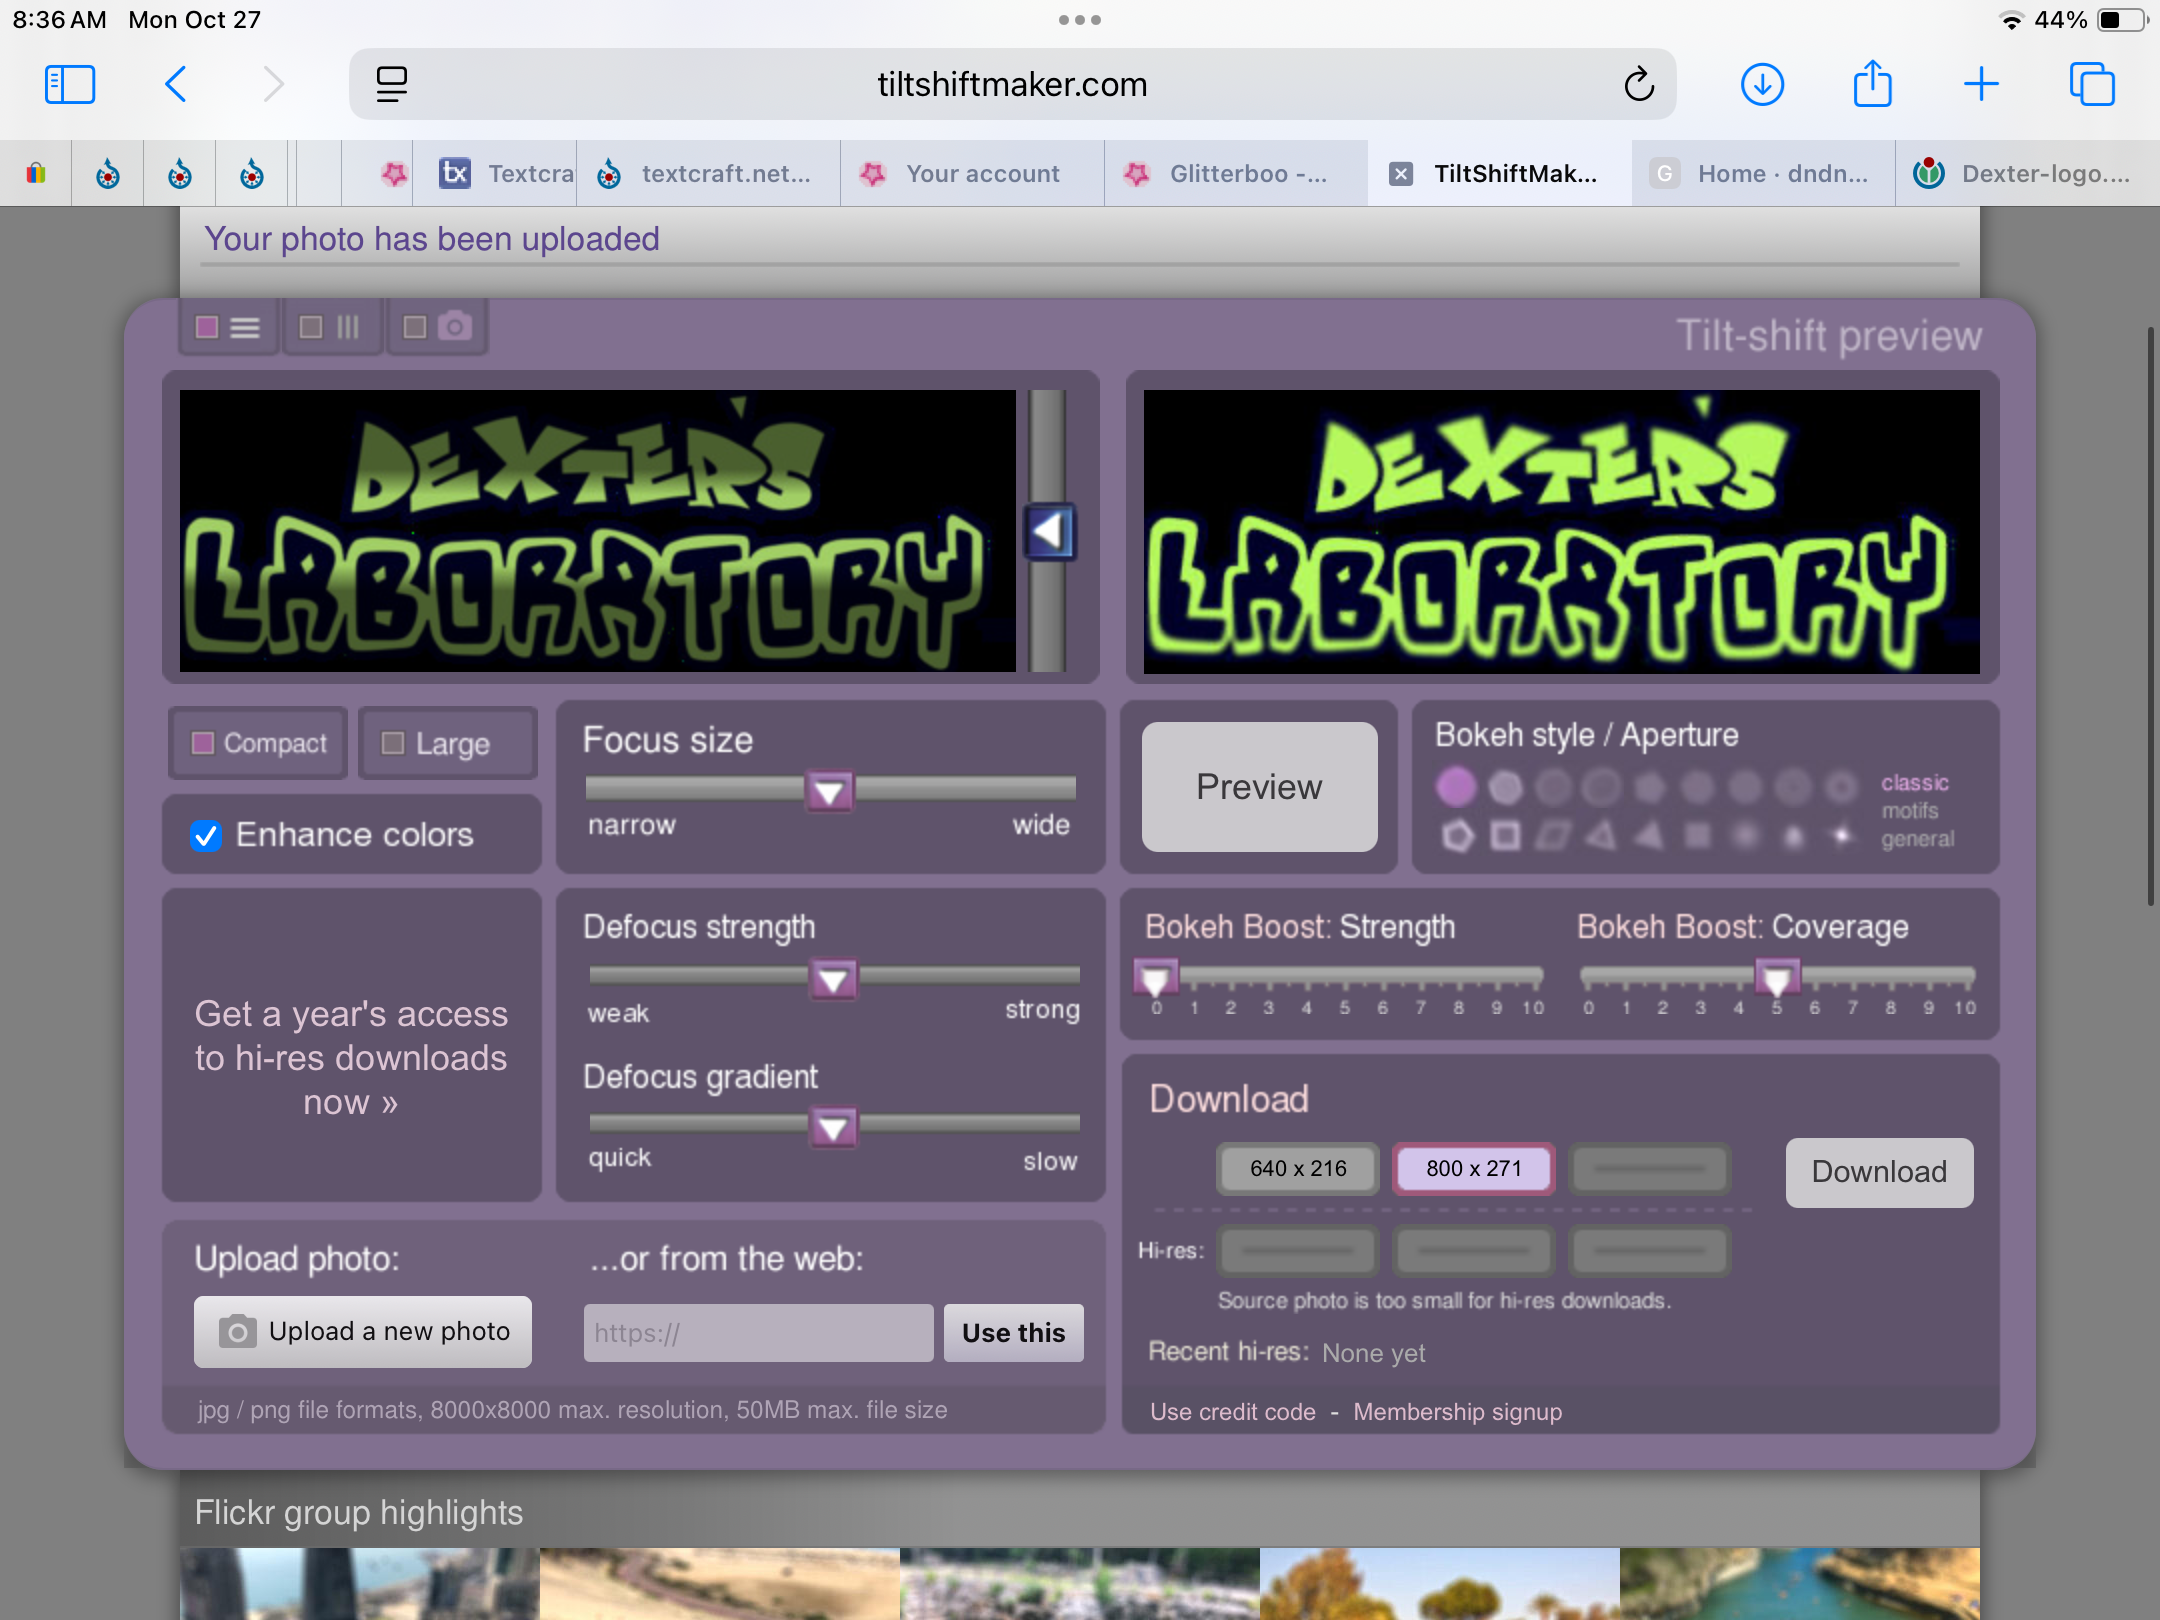 8:36 AM Mon Oct 27
44%
tiltshiftmaker.com
Textcra
textcraft.net...
Your account
Glitterboo -...
TiltShiftMak...
G
Home · dndn...
Dexter-logo....
Your photo has been uploaded
Tilt-shift preview
DEXTER'S
LABORATORY
DEXTER'S
LABORATORY
Compact
Large
Enhance colors
Focus size
narrow
wide
Preview
Bokeh style / Aperture
classic
motifs
general
Get a year's access
to hi-res downloads
now »
Defocus strength
weak
strong
Defocus gradient
quick
slow
Bokeh Boost: Strength
0 1 2 3 4 5 6 7 8 9 10
Bokeh Boost: Coverage
0 1 2 3 4 5 6 7 8 9 10
Download
640 x 216
800 x 271
Download
Hi-res:
Source photo is too small for hi-res downloads.
Recent hi-res: None yet
Use credit code - Membership signup
Upload photo:
...or from the web:
Upload a new photo
https://
Use this
jpg / png file formats, 8000x8000 max. resolution, 50MB max. file size
Flickr group highlights